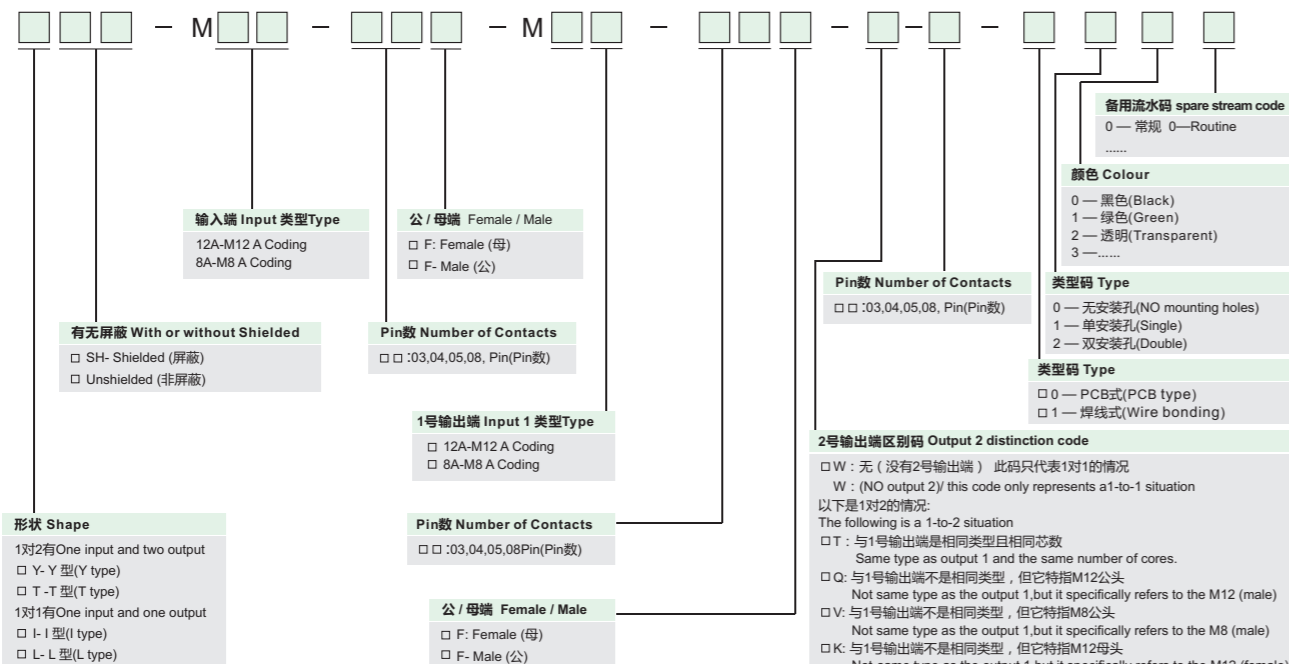 — M — — M — — — —
备用流水码 spare stream code
0 — 常规 0—Routine
......
颜色 Colour
0 — 黑色(Black)
1 — 绿色(Green)
2 — 透明(Transparent)
3 —......
输入端 Input 类型Type
12A-M12 A Coding
8A-M8 A Coding
公 / 母端 Female / Male
□ F: Female (母)
□ F- Male (公)
Pin数 Number of Contacts
□ □ :03,04,05,08, Pin(Pin数)
类型码 Type
0 — 无安装孔(NO mounting holes)
1 — 单安装孔(Single)
2 — 双安装孔(Double)
有无屏蔽 With or without Shielded
□ SH- Shielded (屏蔽)
□ Unshielded (非屏蔽)
Pin数 Number of Contacts
□ □ :03,04,05,08, Pin(Pin数)
类型码 Type
□ 0 — PCB式(PCB type)
□ 1 — 焊线式(Wire bonding)
1号输出端 Input 1 类型Type
□ 12A-M12 A Coding
□ 8A-M8 A Coding
2号输出端区别码 Output 2 distinction code
□ W : 无 ( 没有2号输出端 ) 此码只代表1对1的情况
W : (NO output 2)/ this code only represents a1-to-1 situation
以下是1对2的情况:
The following is a 1-to-2 situation
□ T : 与1号输出端是相同类型且相同芯数
Same type as output 1 and the same number of cores.
□ Q: 与1号输出端不是相同类型 , 但它特指M12公头
Not same type as the output 1,but it specifically refers to the M12 (male)
□ V: 与1号输出端不是相同类型 , 但它特指M8公头
Not same type as the output 1,but it specifically refers to the M8 (male)
□ K: 与1号输出端不是相同类型 , 但它特指M12母头
形状 Shape
1对2有One input and two output
□ Y- Y 型(Y type)
□ T -T 型(T type)
1对1有One input and one output
□ I- I 型(I type)
□ L- L 型(L type)
Pin数 Number of Contacts
□ □ :03,04,05,08Pin(Pin数)
公 / 母端 Female / Male
□ F: Female (母)
□ F- Male (公)